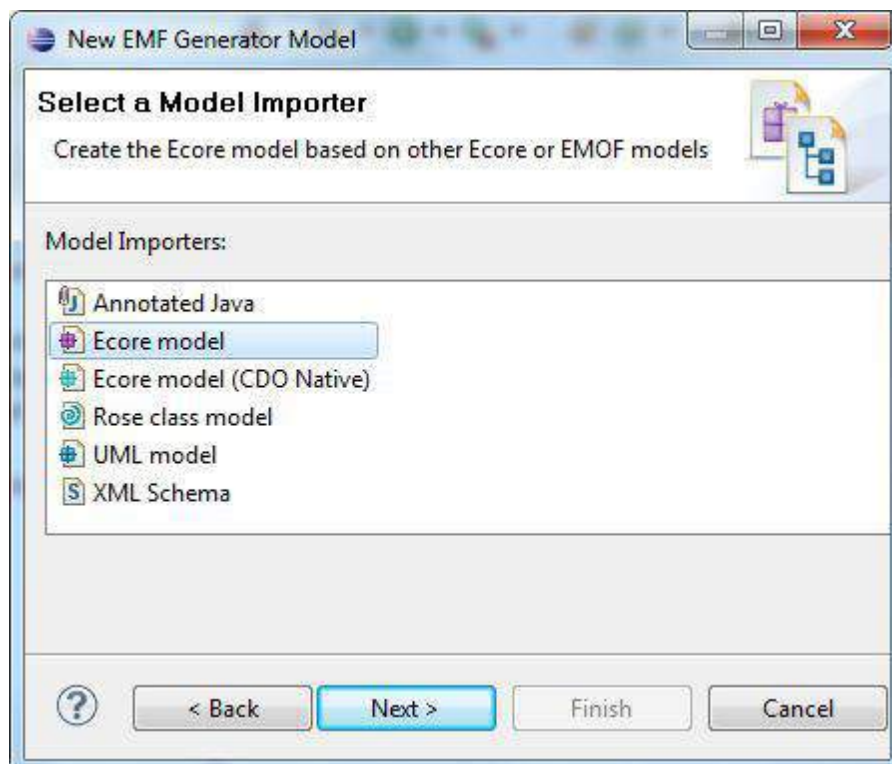 New EMF Generator Model
Select a Model Importer
Create the Ecore model based on other Ecore or EMOF models
Model Importers:
Annotated Java
Ecore model
Ecore model (CDO Native)
Rose class model
UML model
XML Schema
< Back Next > Finish Cancel